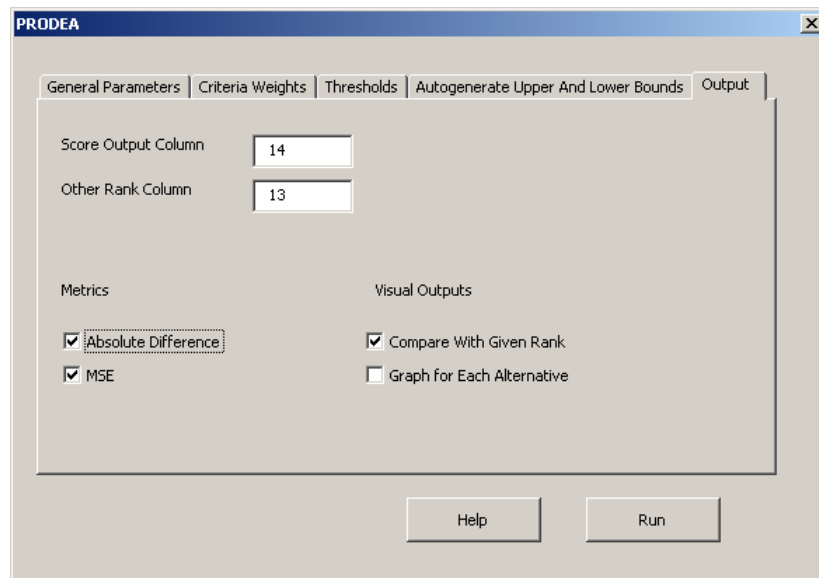 PRODEA
General Parameters Criteria Weights Thresholds Autogenerate Upper And Lower Bounds Output
Score Output Column 14
Other Rank Column 13
Metrics Visual Outputs
Absolute Difference Compare With Given Rank
MSE Graph for Each Alternative
Help Run